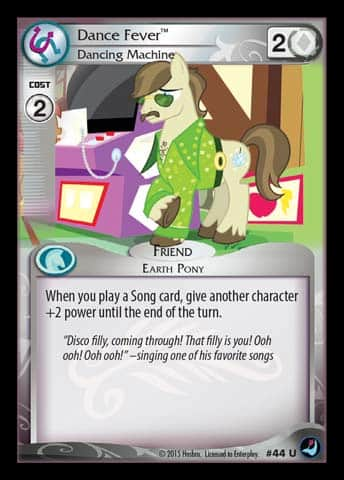 Dance Fever™
Dancing Machine
2
COST
2
FRIEND
EARTH PONY
When you play a Song card, give another character
+2 power until the end of the turn.
“Disco filly, coming through! That filly is you! Ooh
ooh! Ooh ooh!” –singing one of his favorite songs
© 2015 Hasbro. Licensed to Enterplay. #44 U